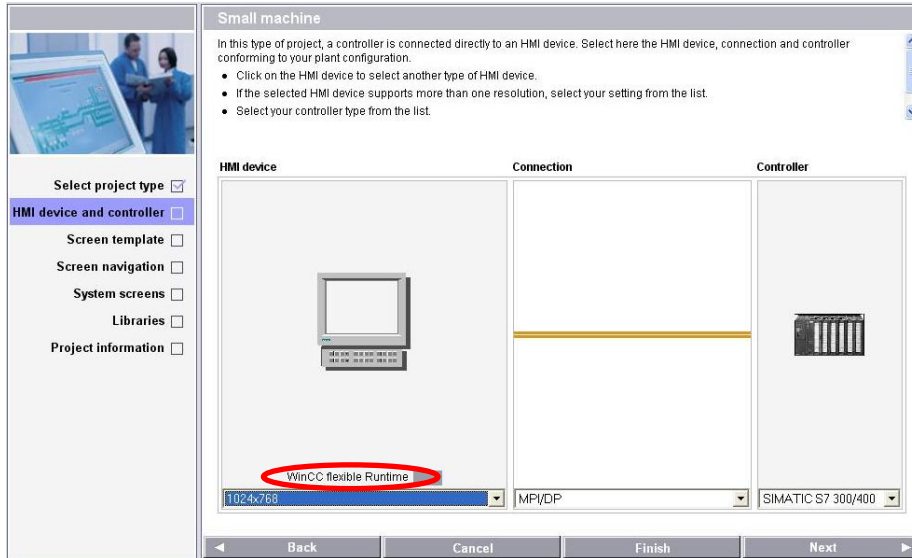 Small machine
In this type of project, a controller is connected directly to an HMI device. Select here the HMI device, connection and controller
conforming to your plant configuration.
Click on the HMI device to select another type of HMI device.
If the selected HMI device supports more than one resolution, select your setting from the list.
Select your controller type from the list.
Select project type
HMI device and controller
Screen template
Screen navigation
System screens
Libraries
Project information
HMI device
Connection
Controller
WinCC flexible Runtime
1024x768
MPI/DP
SIMATIC S7 300/400
Back
Cancel
Finish
Next